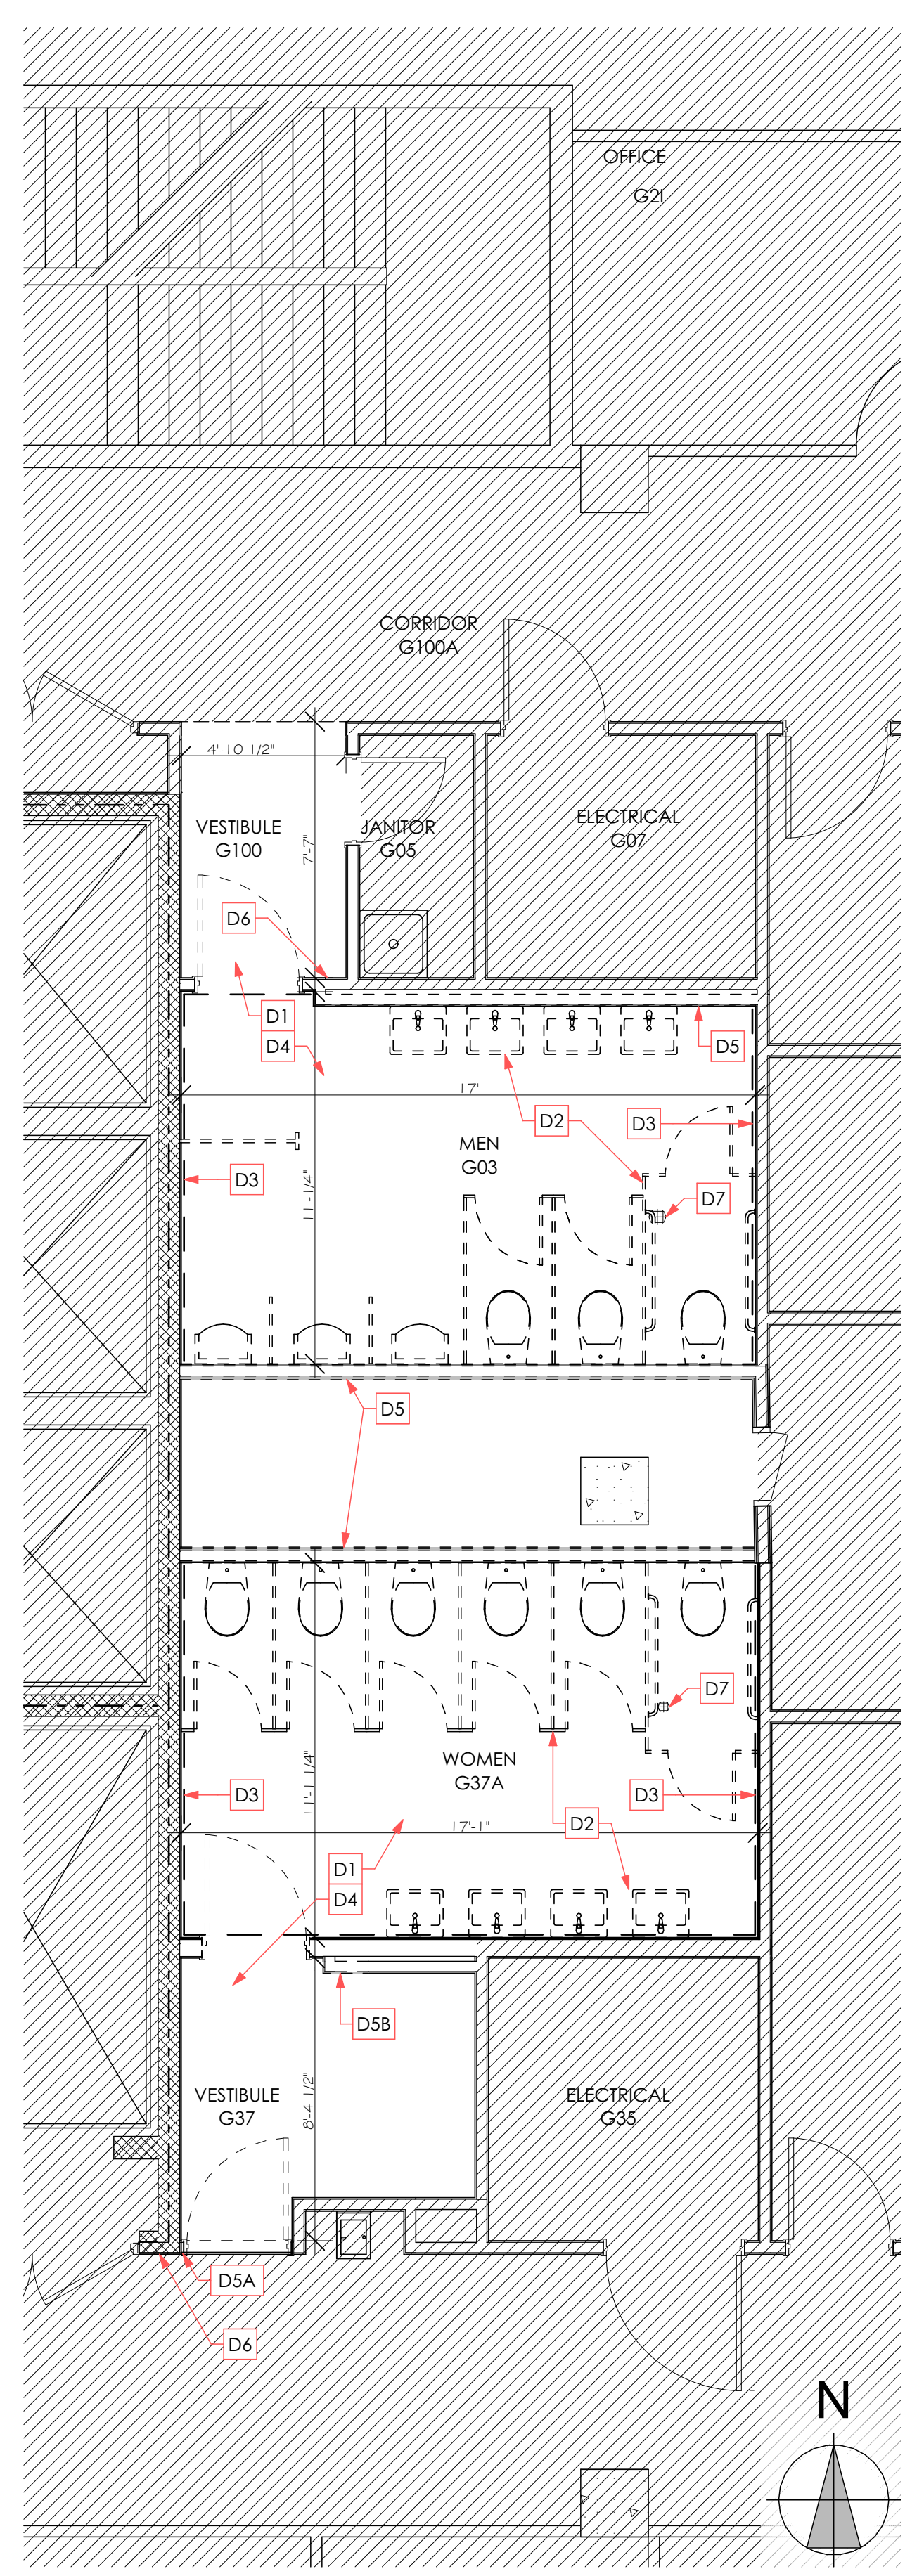 OFFICE
G21
CORRIDOR
G100A
4'-10 1/2"
VESTIBULE
G100
7'-7"
JANITOR
G05
ELECTRICAL
G07
D6
D1
D4
D5
17'
D2
D3
MEN
G03
D3
D7
11'-1/4"
D5
D7
WOMEN
G37A
11'-1 1/4"
D3
D3
D2
17'-1"
D1
D4
D5B
VESTIBULE
G37
8'-4 1/2"
ELECTRICAL
G35
D5A
D6
N